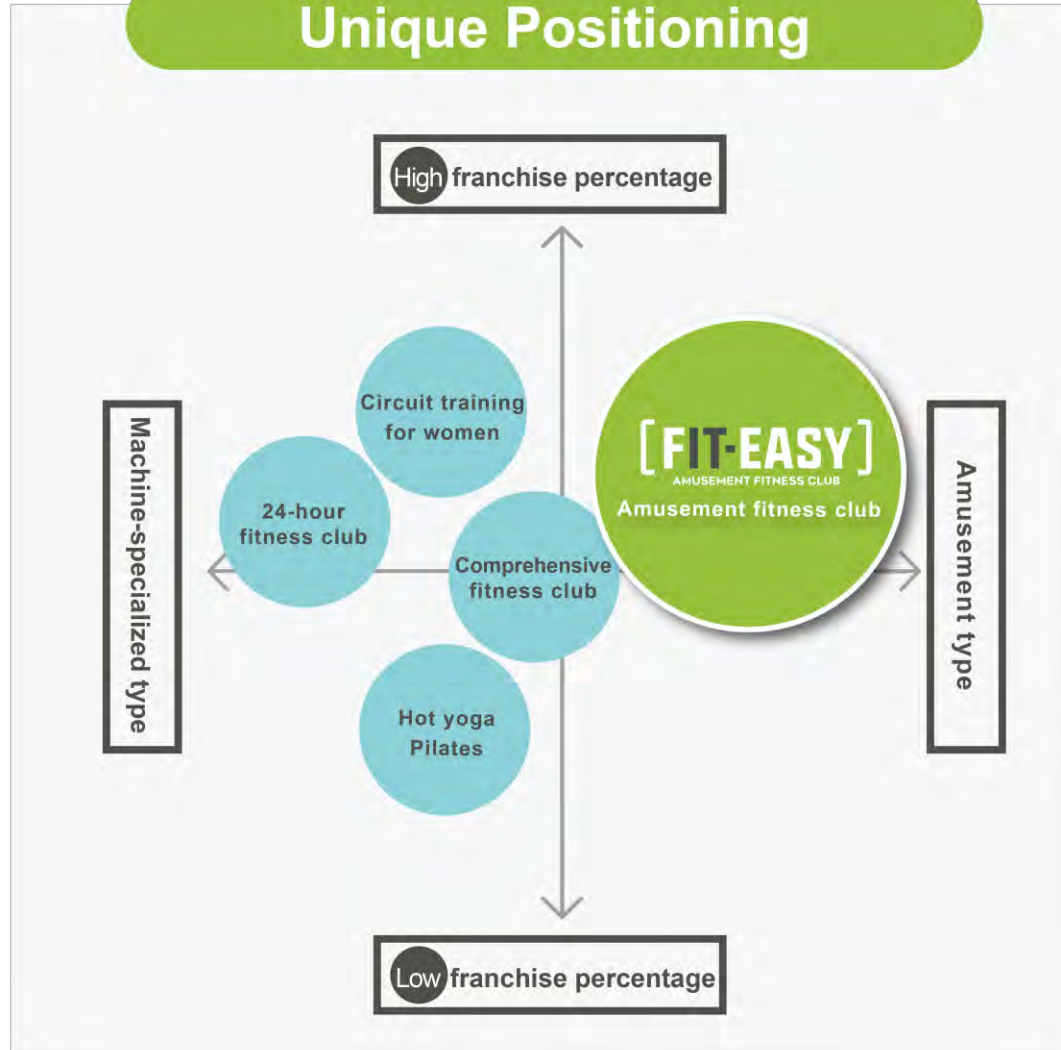 Unique Positioning
High franchise percentage
Circuit training
for women
[FIT-EASY]
AMUSEMENT FITNESS CLUB
Amusement fitness club
Machine-specialized type
24-hour
fitness club
Comprehensive
fitness club
Amusement type
Hot yoga
Pilates
Low franchise percentage